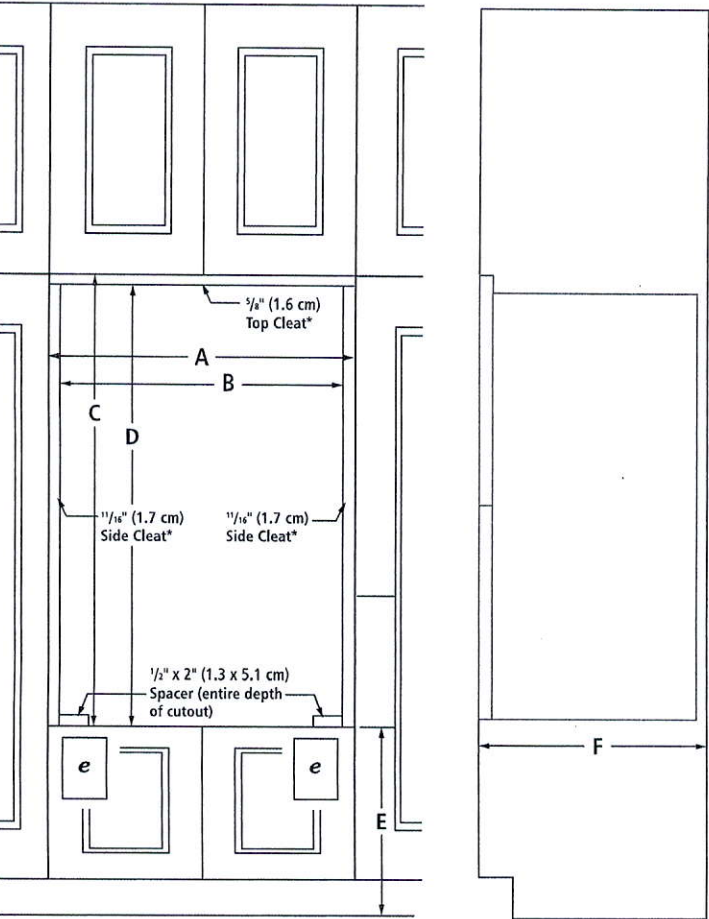 ⁵/₈" (1.6 cm)
Top Cleat*
A
B
C
D
¹¹/₁₆" (1.7 cm)
Side Cleat*
¹¹/₁₆" (1.7 cm)
Side Cleat*
¹/₂" x 2" (1.3 x 5.1 cm)
Spacer (entire depth
of cutout)
e
e
E
F